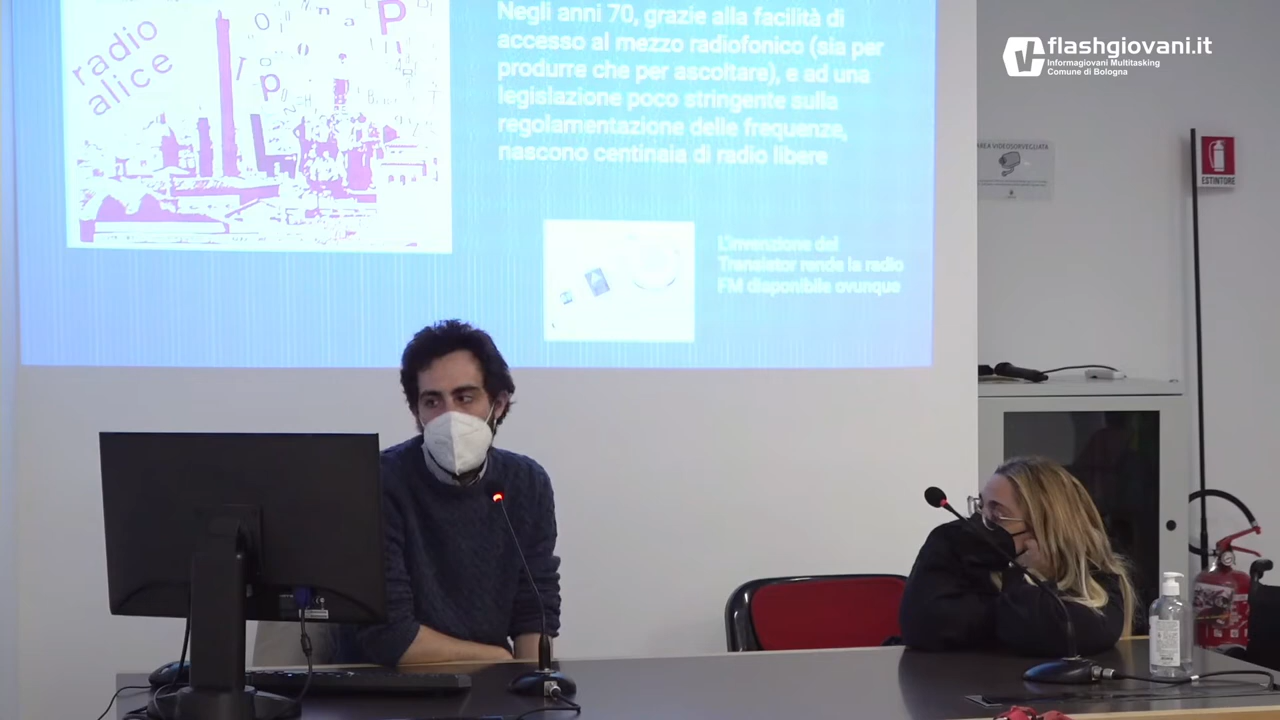 radio
alice
Negli anni 70, grazie alla facilità di
accesso al mezzo radiofonico (sia per
produrre che per ascoltare), e ad una
legislazione poco stringente sulla
regolamentazione delle frequenze,
nascono centinaia di radio libere
L'invenzione del
Transistor rende la radio
FM disponibile ovunque
flashgiovani.it
Informagiovani Multitasking
Comune di Bologna
AREA VIDEOSORVEGLIATA
ESTINTORE